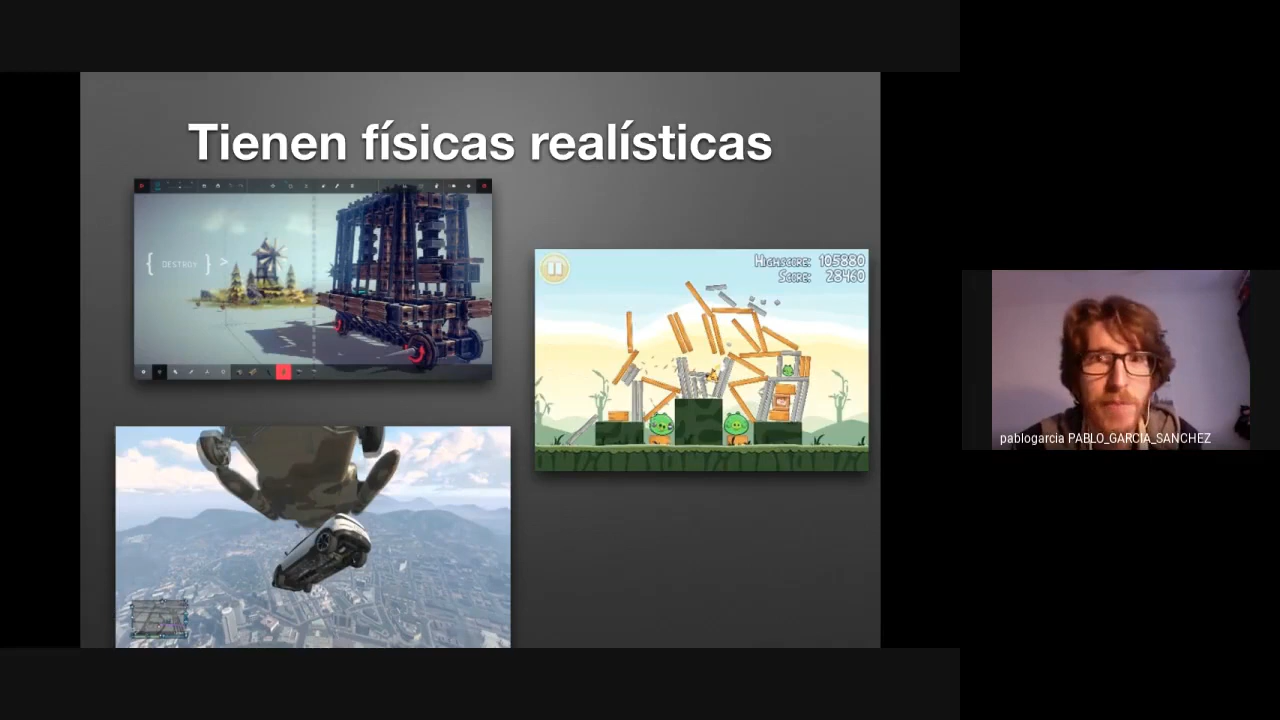 Tienen físicas realísticas
{ DESTROY } >
HIGHSCORE: 105880
SCORE: 28460
pablogarcia PABLO_GARCIA_SANCHEZ